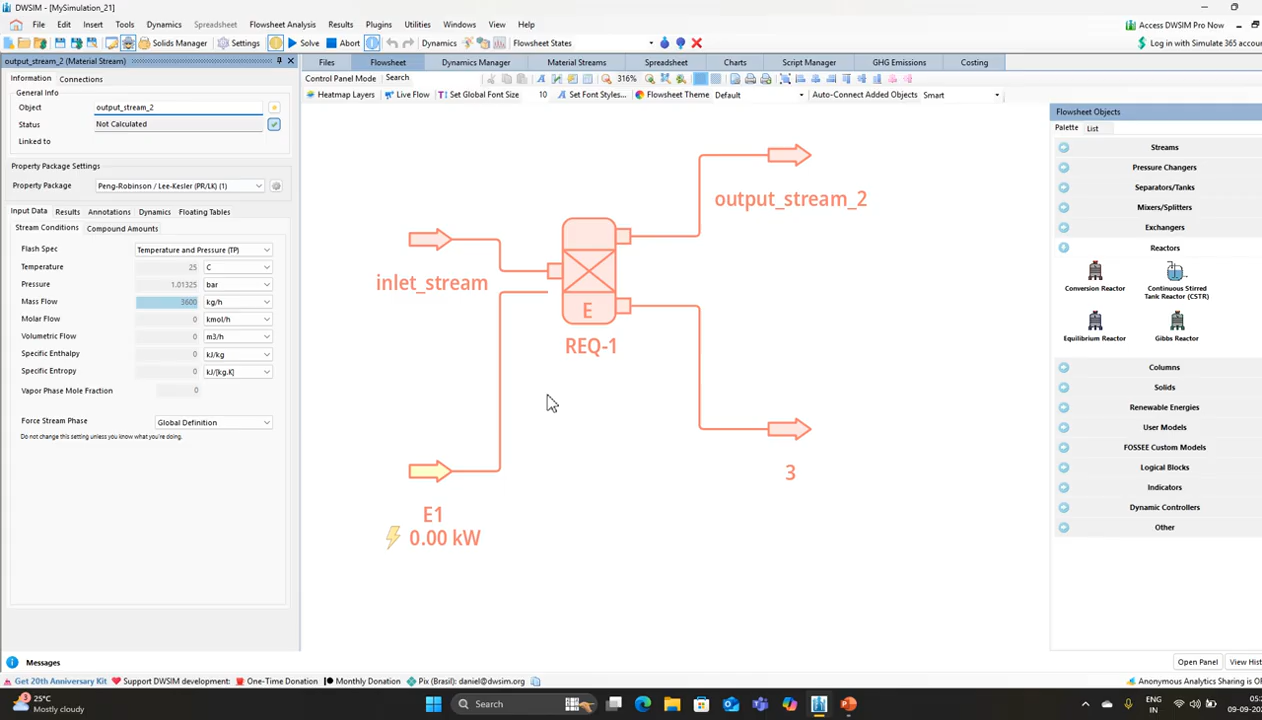 DWSIM - [MySimulation_21]
File Edit Insert Tools Dynamics Spreadsheet Flowsheet Analysis Results Plugins Utilities Windows View Help
Access DWSIM Pro Now
Solids Manager Settings Solve Abort Dynamics Flowsheet States
Log in with Simulate 365 accou
output_stream_2 (Material Stream)
Files Flowsheet Dynamics Manager Material Streams Spreadsheet Charts Script Manager GHG Emissions Costing
Information Connections
Control Panel Mode Search 316%
General Info
Heatmap Layers Live Flow Set Global Font Size 10 Set Font Styles... Flowsheet Theme Default Auto-Connect Added Objects Smart
Object output_stream_2
Status Not Calculated
Linked to
Property Package Settings
Property Package Peng-Robinson / Lee-Kesler (PR/LK) (1)
Input Data Results Annotations Dynamics Floating Tables
Stream Conditions Compound Amounts
Flash Spec Temperature and Pressure (TP)
Temperature 25 C
Pressure 1.01325 bar
Mass Flow 3600 kg/h
Molar Flow 0 kmol/h
Volumetric Flow 0 m3/h
Specific Enthalpy 0 kJ/kg
Specific Entropy 0 kJ/[kg.K]
Vapor Phase Mole Fraction 0
Force Stream Phase Global Definition
Do not change this setting unless you know what you're doing.
output_stream_2
inlet_stream
E
REQ-1
3
E1
0.00 kW
Flowsheet Objects
Palette List
Streams
Pressure Changers
Separators/Tanks
Mixers/Splitters
Exchangers
Reactors
Conversion Reactor
Continuous Stirred
Tank Reactor (CSTR)
Equilibrium Reactor
Gibbs Reactor
Columns
Solids
Renewable Energies
User Models
FOSSEE Custom Models
Logical Blocks
Indicators
Dynamic Controllers
Other
Messages
Open Panel View Hist
Get 20th Anniversary Kit Support DWSIM development: One-Time Donation Monthly Donation Pix (Brasil): daniel@dwsim.org
Anonymous Analytics Sharing is O
25°C
Mostly cloudy
Search
ENG
IN
05:
09-09-202